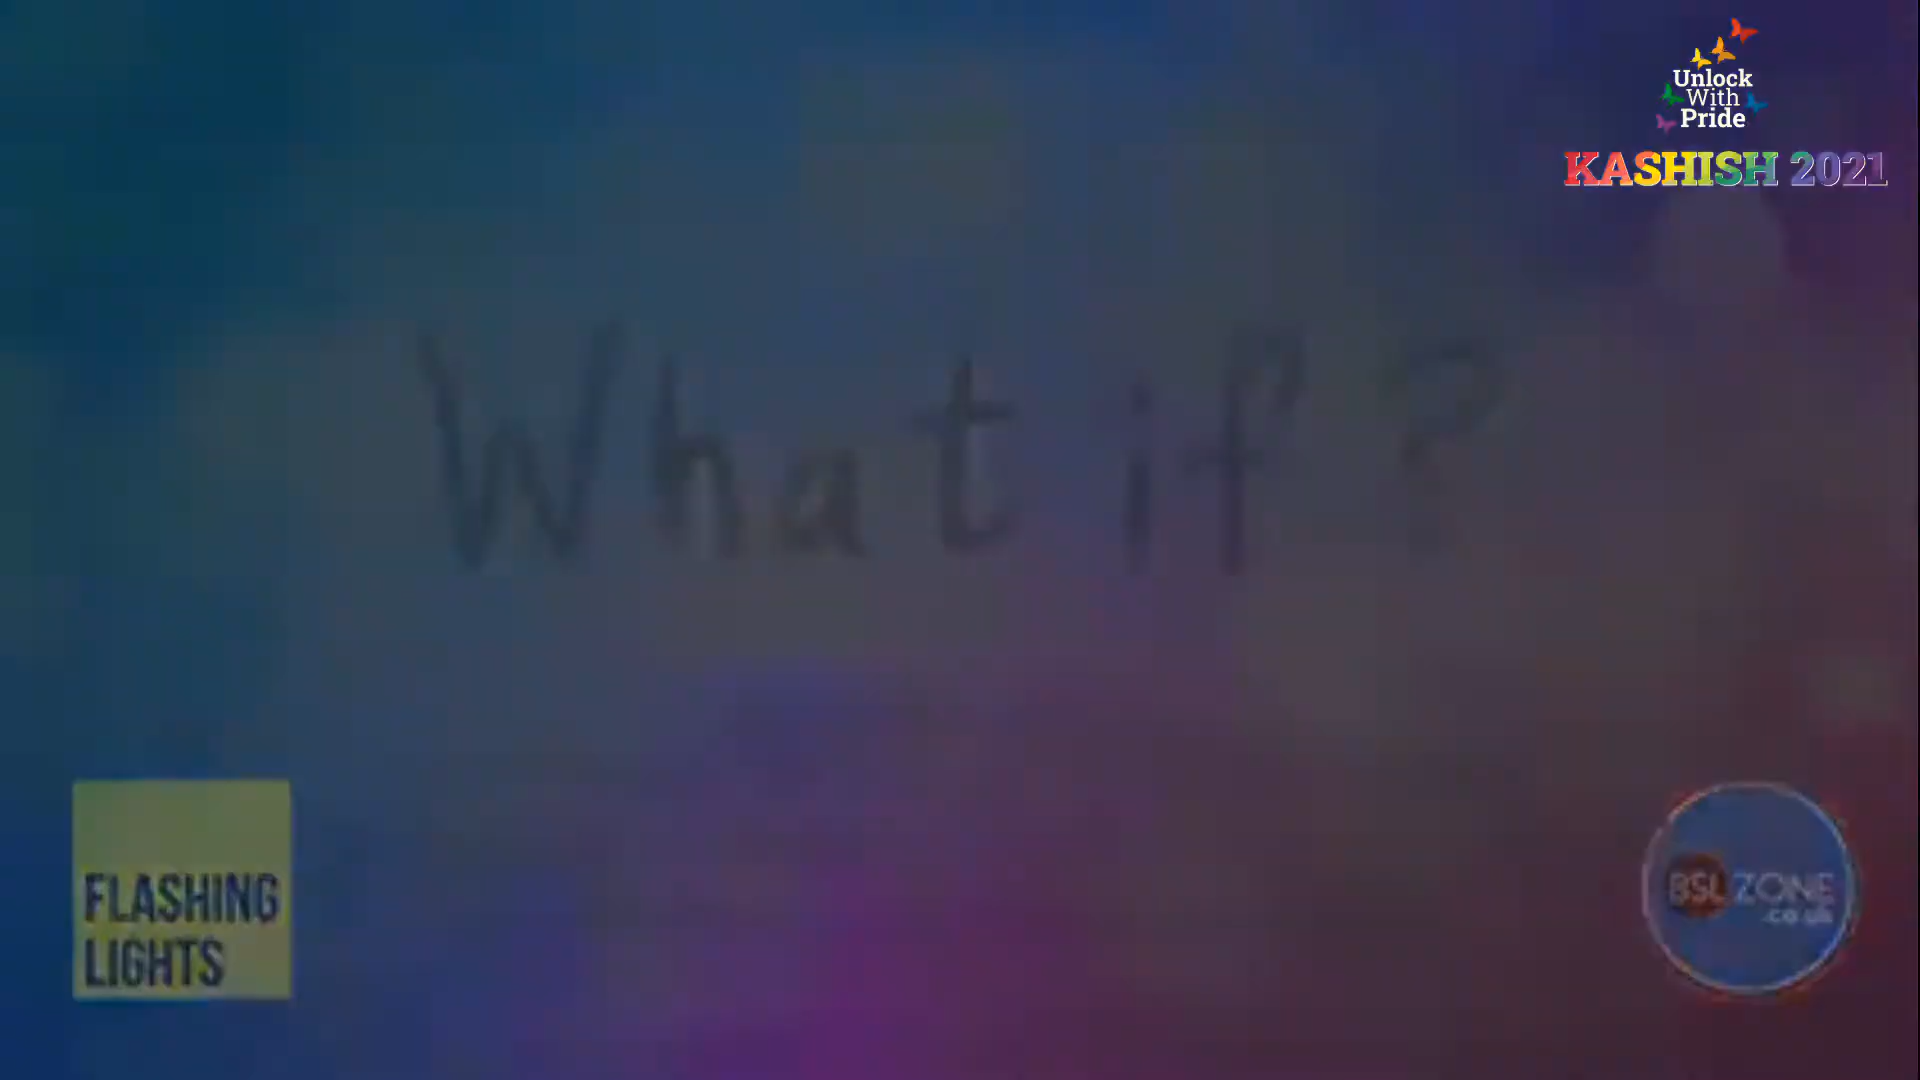 Unlock
With
Pride
KASHISH 2021
What if?
FLASHING
LIGHTS
BSL ZONE
.co.uk